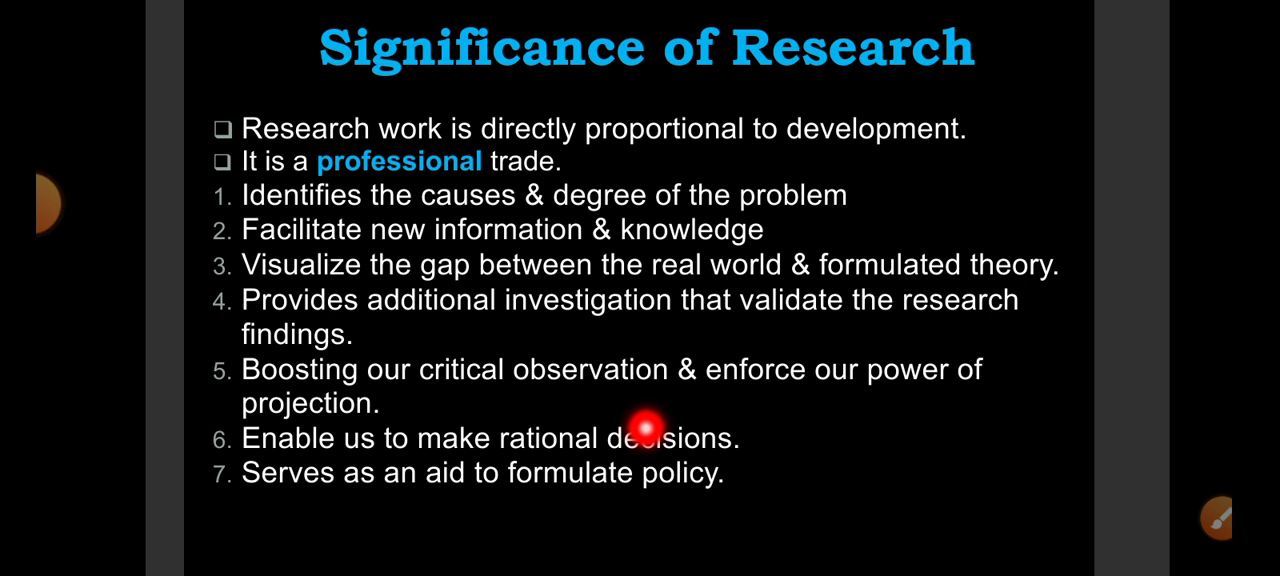 Significance of Research
❑ Research work is directly proportional to development.
❑ It is a professional trade.
1. Identifies the causes & degree of the problem
2. Facilitate new information & knowledge
3. Visualize the gap between the real world & formulated theory.
4. Provides additional investigation that validate the research
findings.
5. Boosting our critical observation & enforce our power of
projection.
6. Enable us to make rational decisions.
7. Serves as an aid to formulate policy.